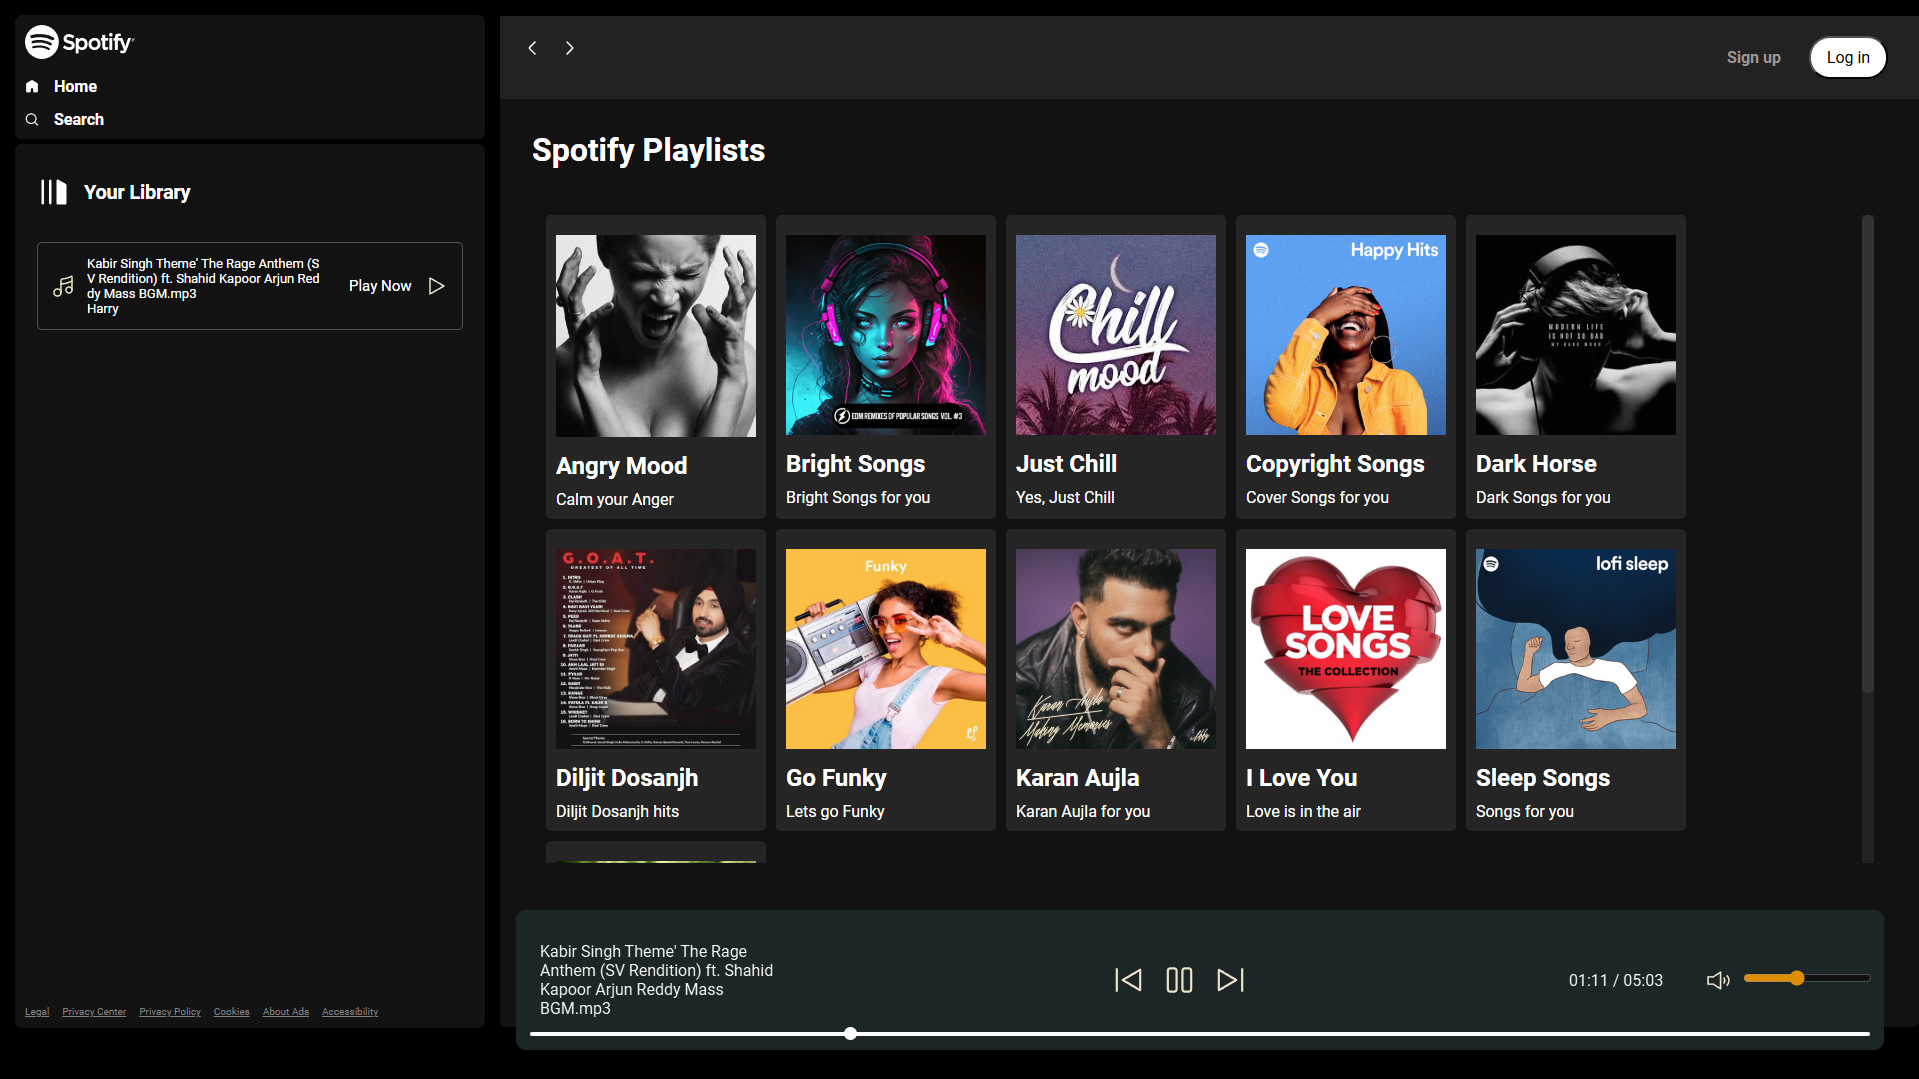 Spotify
Home
Search
Your Library
Kabir Singh Theme' The Rage Anthem (S
V Rendition) ft. Shahid Kapoor Arjun Red
dy Mass BGM.mp3
Harry
Play Now
Legal
Privacy Center
Privacy Policy
Cookies
About Ads
Accessibility
Sign up
Log in
Spotify Playlists
Angry Mood
Calm your Anger
EDM REMIXES OF POPULAR SONGS VOL. #3
Bright Songs
Bright Songs for you
Chill
mood
Just Chill
Yes, Just Chill
Happy Hits
Copyright Songs
Cover Songs for you
MODERN LIFE
IS NOT SO BAD
MY DARK MOOD
Dark Horse
Dark Songs for you
G.O.A.T.
GREATEST OF ALL TIME
Diljit Dosanjh
Diljit Dosanjh hits
Funky
Go Funky
Lets go Funky
Karan Aujla
Making Memories
Karan Aujla
Karan Aujla for you
LOVE
SONGS
THE COLLECTION
I Love You
Love is in the air
lofi sleep
Sleep Songs
Songs for you
Kabir Singh Theme' The Rage
Anthem (SV Rendition) ft. Shahid
Kapoor Arjun Reddy Mass
BGM.mp3
01:11 / 05:03